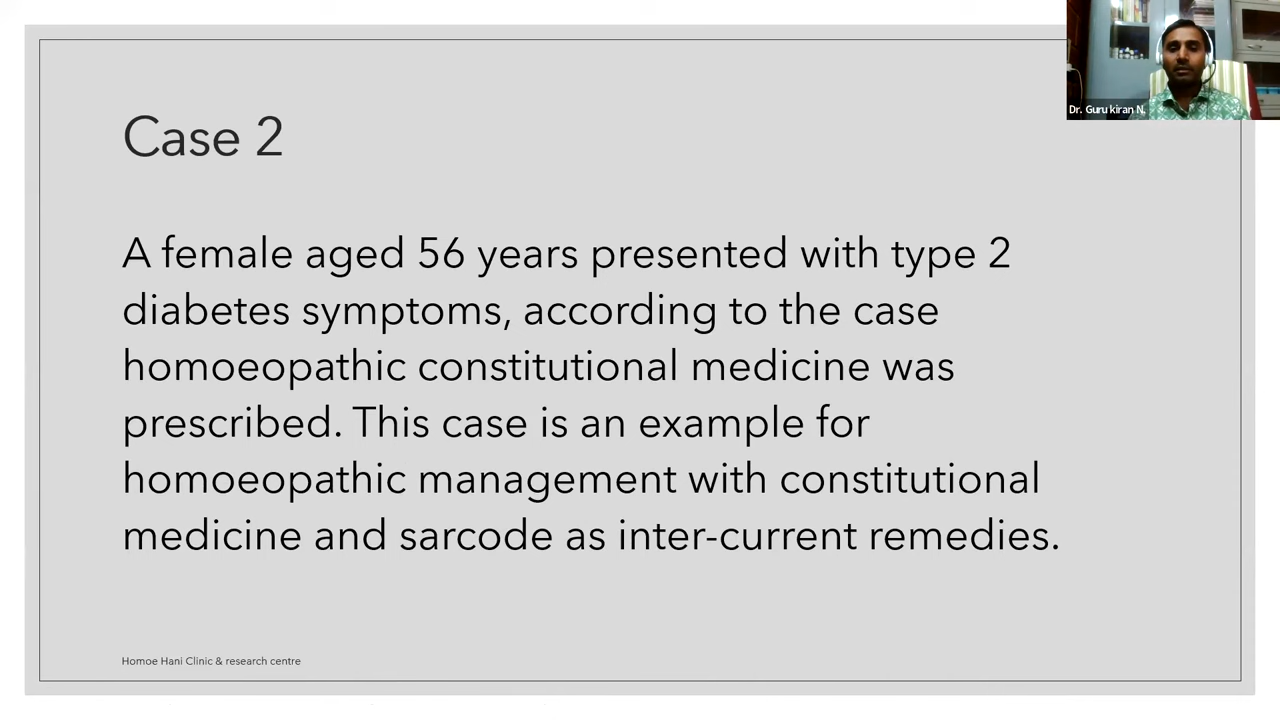 Dr. Guru kiran N.
Case 2
A female aged 56 years presented with type 2
diabetes symptoms, according to the case
homoeopathic constitutional medicine was
prescribed. This case is an example for
homoeopathic management with constitutional
medicine and sarcode as inter-current remedies.
Homoe Hani Clinic & research centre